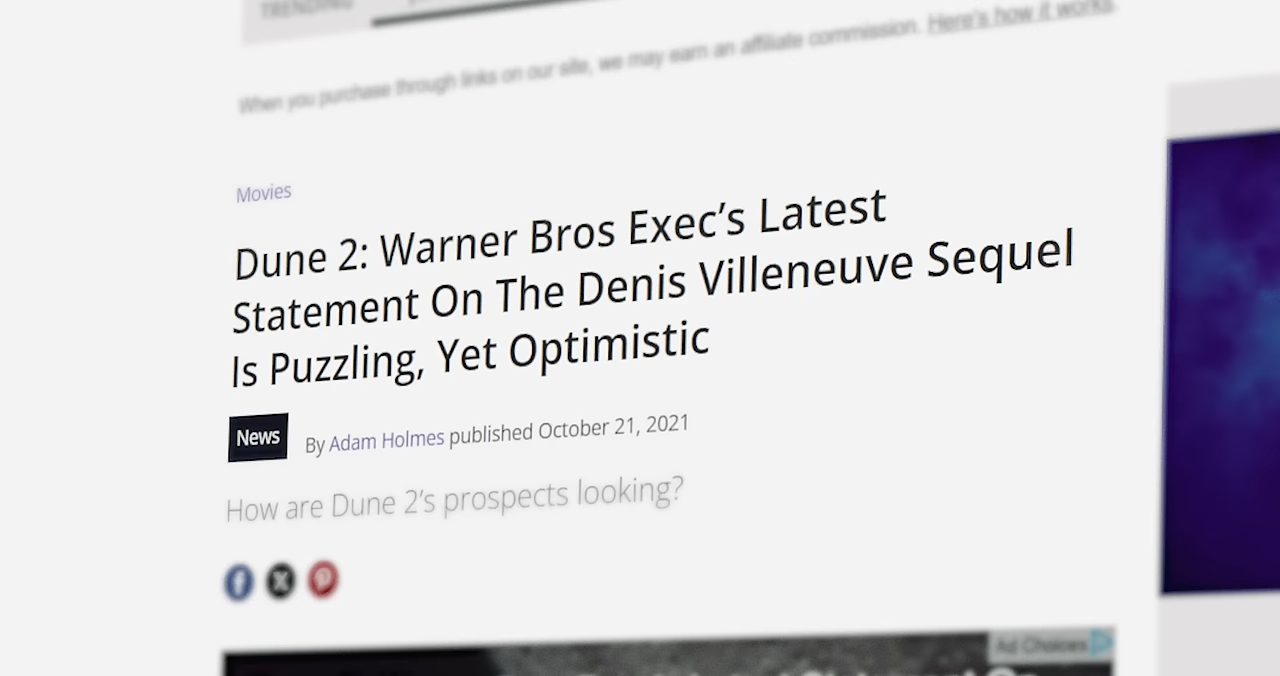 TRENDING
When you purchase through links on our site, we may earn an affiliate commission. Here's how it works.
Movies
Dune 2: Warner Bros Exec’s Latest
Statement On The Denis Villeneuve Sequel
Is Puzzling, Yet Optimistic
News
By Adam Holmes published October 21, 2021
How are Dune 2’s prospects looking?
Ad Choices